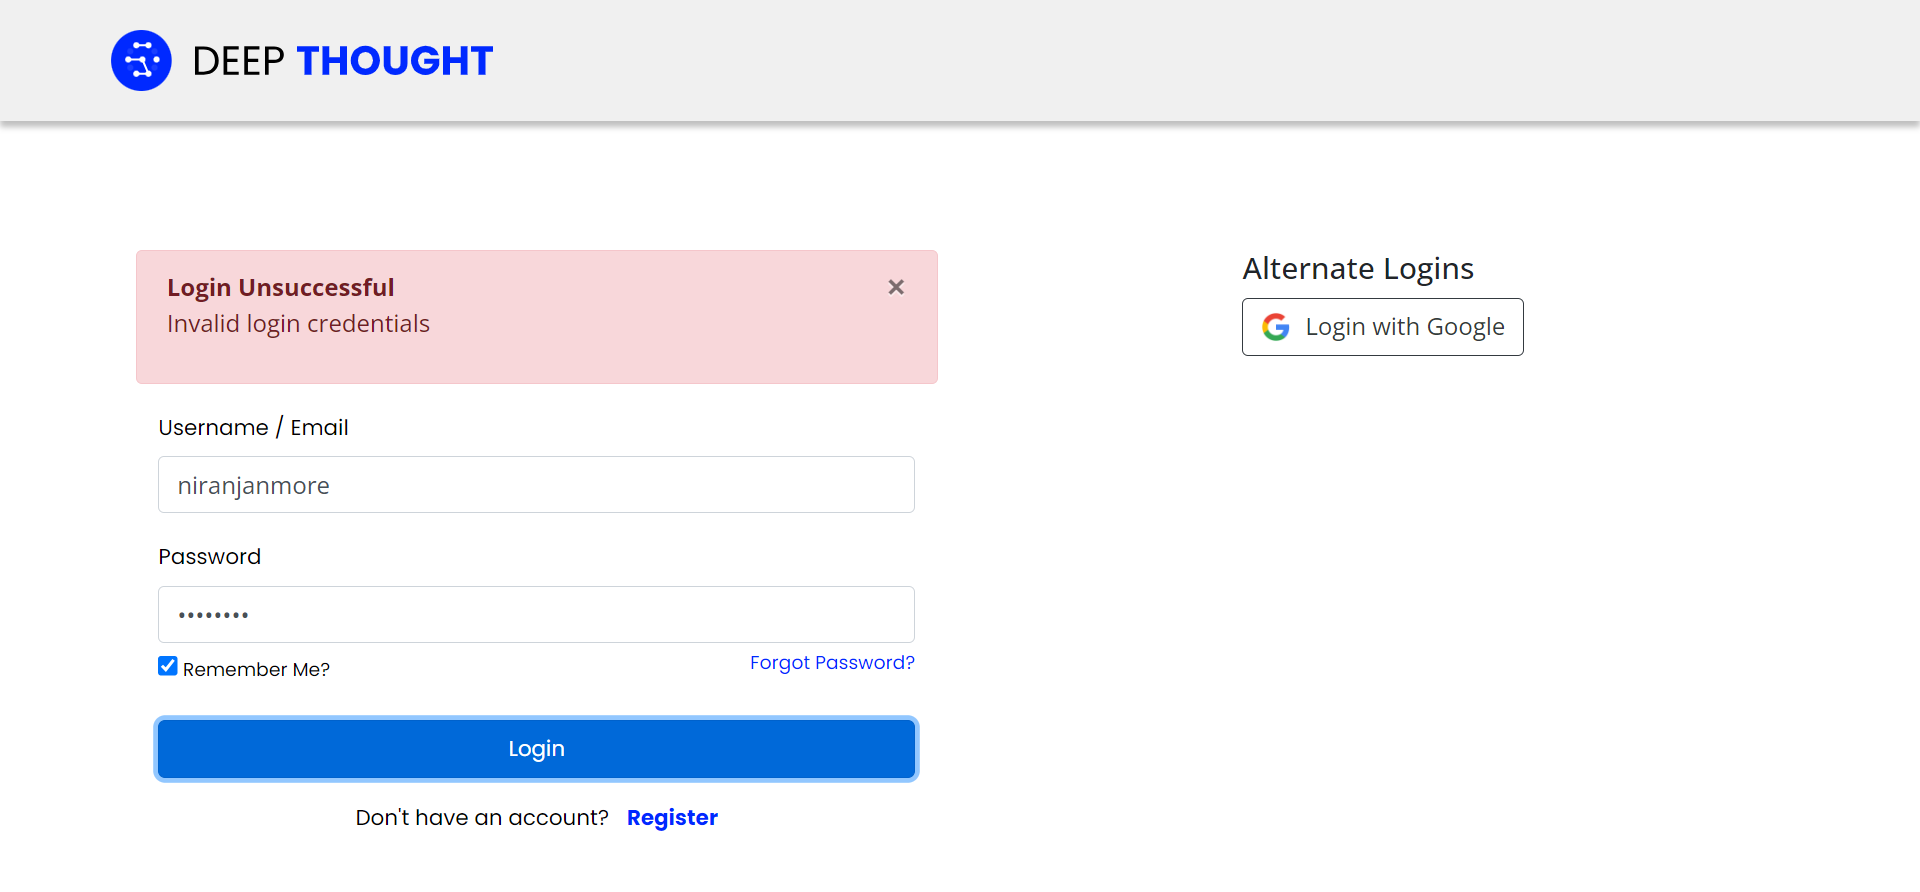 DEEP THOUGHT
Login Unsuccessful
×
Invalid login credentials
Username / Email
niranjanmore
Password
••••••••
Remember Me?
Forgot Password?
Login
Don't have an account? Register
Alternate Logins
Login with Google